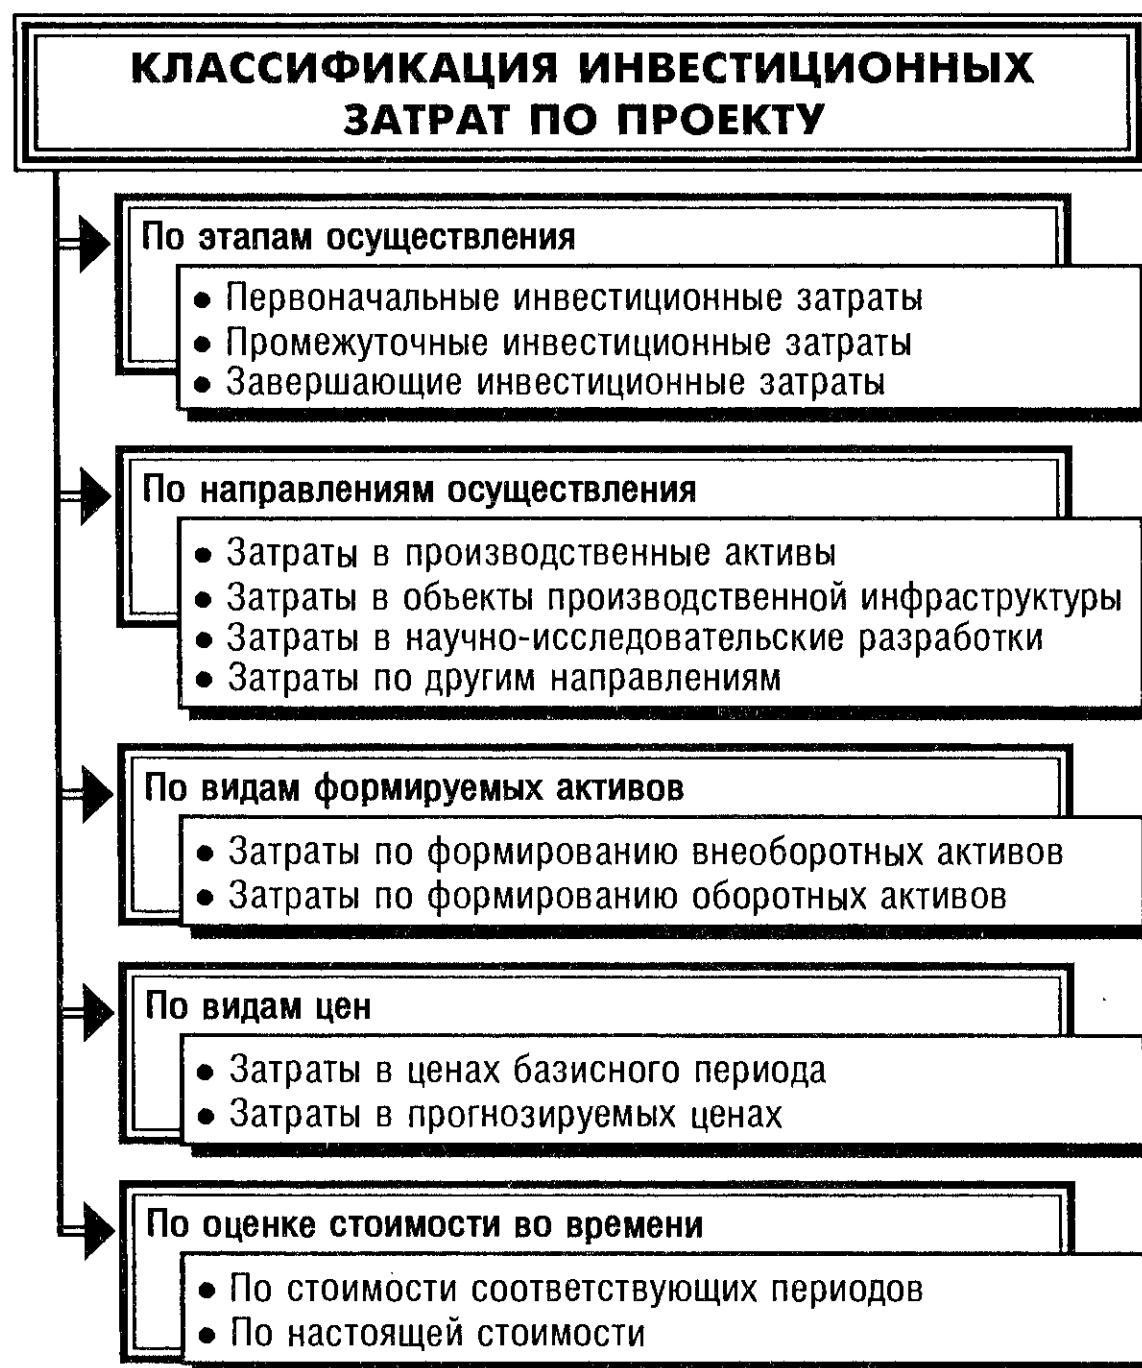 КЛАССИФИКАЦИЯ ИНВЕСТИЦИОННЫХ
ЗАТРАТ ПО ПРОЕКТУ
По этапам осуществления
● Первоначальные инвестиционные затраты
● Промежуточные инвестиционные затраты
● Завершающие инвестиционные затраты
По направлениям осуществления
● Затраты в производственные активы
● Затраты в объекты производственной инфраструктуры
● Затраты в научно-исследовательские разработки
● Затраты по другим направлениям
По видам формируемых активов
● Затраты по формированию внеоборотных активов
● Затраты по формированию оборотных активов
По видам цен
● Затраты в ценах базисного периода
● Затраты в прогнозируемых ценах
По оценке стоимости во времени
● По стоимости соответствующих периодов
● По настоящей стоимости